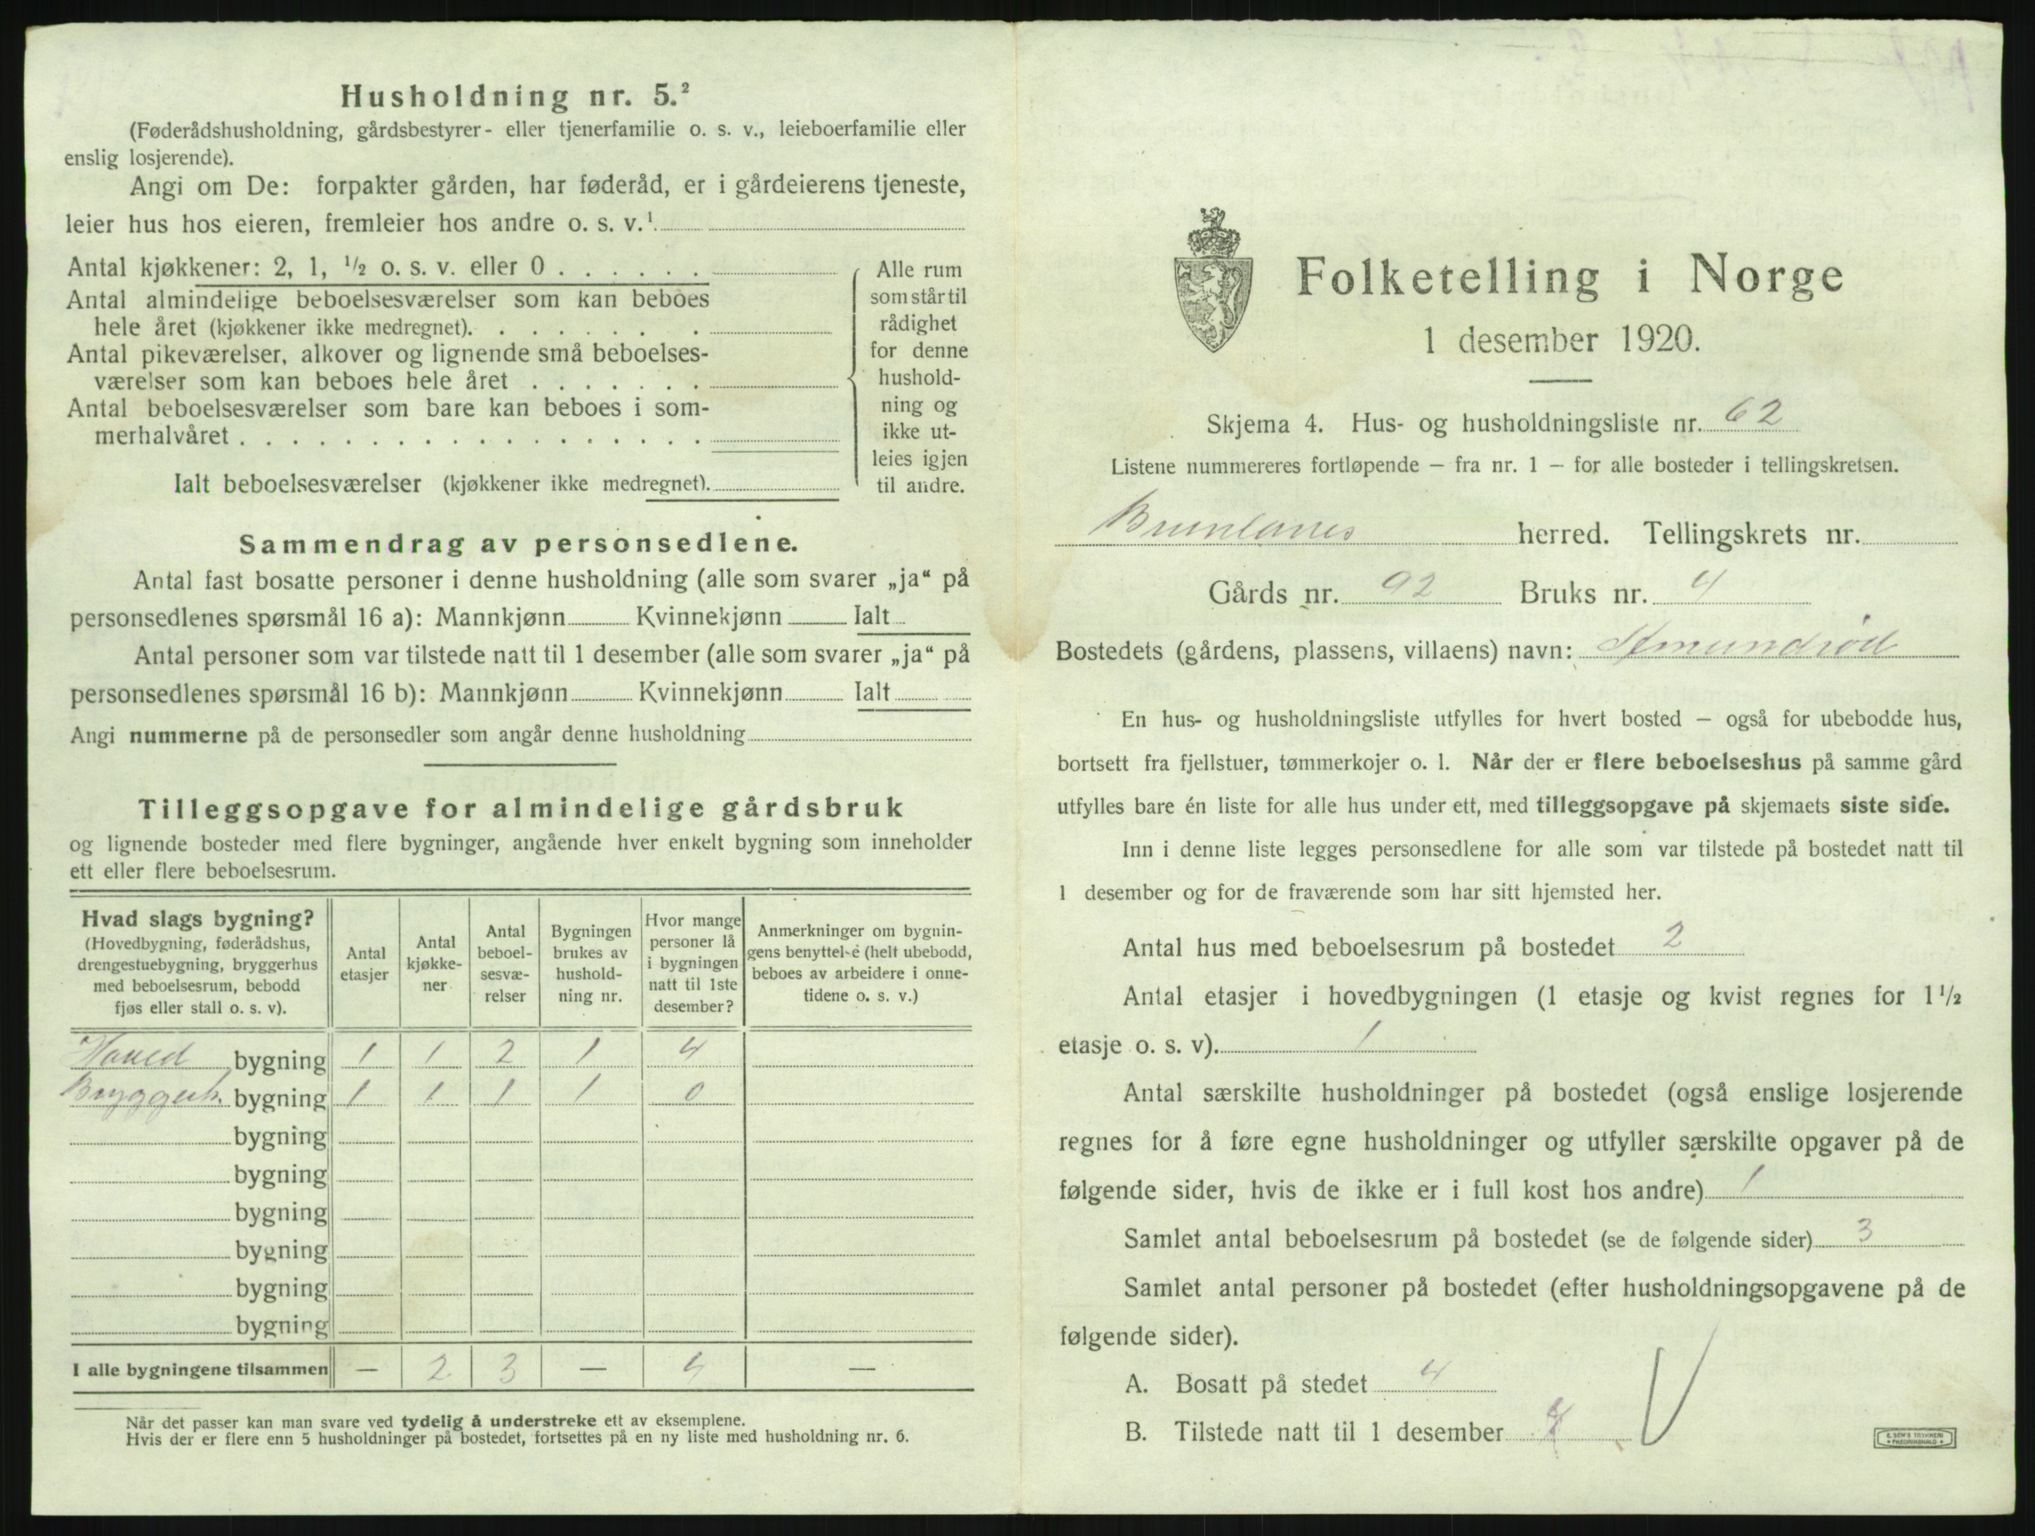 Husholdning nr. 5.²
(Føderådshusholdning, gårdsbestyrer- eller tjenerfamilie o. s. v., leieboerfamilie eller
enslig losjerende).
Angi om De: forpakter gården, har føderåd, er i gårdeierens tjeneste,
leier hus hos eieren, fremleier hos andre o. s. v.¹
Antal kjøkkener: 2, 1, ½ o. s. v. eller 0 . . . . . .
Antal almindelige beboelsesværelser som kan beboes
hele året (kjøkkener ikke medregnet). . . . . . . .
Antal pikeværelser, alkover og lignende små beboelses-
værelser som kan beboes hele året . . . . . . .
Antal beboelsesværelser som bare kan beboes i som-
merhalvåret . . . . . . . . . . . . . . . . . .
Ialt beboelsesværelser (kjøkkener ikke medregnet).
Alle rum
som står til
rådighet
for denne
hushold-
ning og
ikke ut-
leies igjen
til andre.
Sammendrag av personsedlene.
Antal fast bosatte personer i denne husholdning (alle som svarer „ja“ på
personsedlenes spørsmål 16 a): Mannkjønn Kvinnekjønn Ialt
Antal personer som var tilstede natt til 1 desember (alle som svarer „ja“ på
personsedlenes spørsmål 16 b): Mannkjønn Kvinnekjønn Ialt
Angi nummerne på de personsedler som angår denne husholdning
Tilleggsopgave for almindelige gårdsbruk
og lignende bosteder med flere bygninger, angående hver enkelt bygning som inneholder
ett eller flere beboelsesrum.
Hvad slags bygning?
(Hovedbygning, føderådshus,
drengestuebygning, bryggerhus
med beboelsesrum, bebodd
fjøs eller stall o. s. v).
Antal
etasjer
Antal
kjøkke-
ner
Antal
beboel-
sesvæ-
relser
Bygningen
brukes av
hushold-
ning nr.
Hvor mange
personer lå
i bygningen
natt til 1ste
desember?
Anmerkninger om bygnin-
gens benyttelse (helt ubebodd,
beboes av arbeidere i onne-
tidene o. s. v.)
Hoved bygning 1 1 2 1 4
Bryggerh. bygning 1 1 1 1 0
bygning
bygning
bygning
bygning
bygning
bygning
I alle bygningene tilsammen — 2 3 — 4 —
Når det passer kan man svare ved tydelig å understreke ett av eksemplene.
Hvis der er flere enn 5 husholdninger på bostedet, fortsettes på en ny liste med husholdning nr. 6.
Folketelling i Norge
1 desember 1920.
Skjema 4. Hus- og husholdningsliste nr. 62
Listene nummereres fortløpende – fra nr. 1 – for alle bosteder i tellingskretsen.
Brunlanes herred. Tellingskrets nr.
Gårds nr. 92 Bruks nr. 4
Bostedets (gårdens, plassens, villaens) navn: Amundrød
En hus- og husholdningsliste utfylles for hvert bosted – også for ubebodde hus,
bortsett fra fjellstuer, tømmerkojer o. l. Når der er flere beboelseshus på samme gård
utfylles bare én liste for alle hus under ett, med tilleggsopgave på skjemaets siste side.
Inn i denne liste legges personsedlene for alle som var tilstede på bostedet natt til
1 desember og for de fraværende som har sitt hjemsted her.
Antal hus med beboelsesrum på bostedet 2
Antal etasjer i hovedbygningen (1 etasje og kvist regnes for 1½
etasje o. s. v). 1
Antal særskilte husholdninger på bostedet (også enslige losjerende
regnes for å føre egne husholdninger og utfyller særskilte opgaver på de
følgende sider, hvis de ikke er i full kost hos andre) 1
Samlet antal beboelsesrum på bostedet (se de følgende sider) 3
Samlet antal personer på bostedet (efter husholdningsopgavene på de
følgende sider).
A. Bosatt på stedet 4
B. Tilstede natt til 1 desember 4